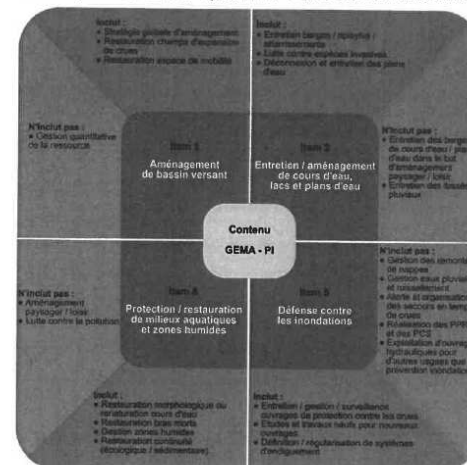 Inclut :
• Stratégie globale d'aménagement
• Restauration champs d'expansion
de crues
• Restauration espace de mobilité
Inclut :
• Entretien berges / ripisylve /
atterrissements
• Lutte contre espèces invasives
• Déconnexion et entretien des plans
d'eau
N'inclut pas :
• Gestion quantitative
de la ressource
Item 1
Aménagement
de bassin versant
Item 2
Entretien / aménagement
de cours d'eau,
lacs et plans d'eau
N'inclut pas :
• Entretien des berges
de cours d'eau / plan
d'eau dans le but
d'aménagement
paysager / loisir
• Entretien des fossés
pluviaux
Contenu
GEMA - PI
N'inclut pas :
• Aménagement
paysager / loisir
• Lutte contre la pollution
Item 8
Protection / restauration
de milieux aquatiques
et zones humides
Item 5
Défense contre
les inondations
N'inclut pas :
• Gestion des remontées
de nappes
• Gestion eaux pluviales
et ruissellement
• Alerte et organisation
des secours en temps
de crues
• Réalisation des PPR
et des PCS
• Exploitation d'ouvrages
hydrauliques pour
d'autres usages que
prévention inondation
Inclut :
• Restauration morphologique ou
renaturation cours d'eau
• Restauration bras morts
• Gestion zones humides
• Restauration continuité
(écologique / sédimentaire)
Inclut :
• Entretien / gestion / surveillance
ouvrages de protection contre les crues
• Etudes et travaux neufs pour nouveaux
ouvrages
• Définition / régularisation de systèmes
d'endiguement